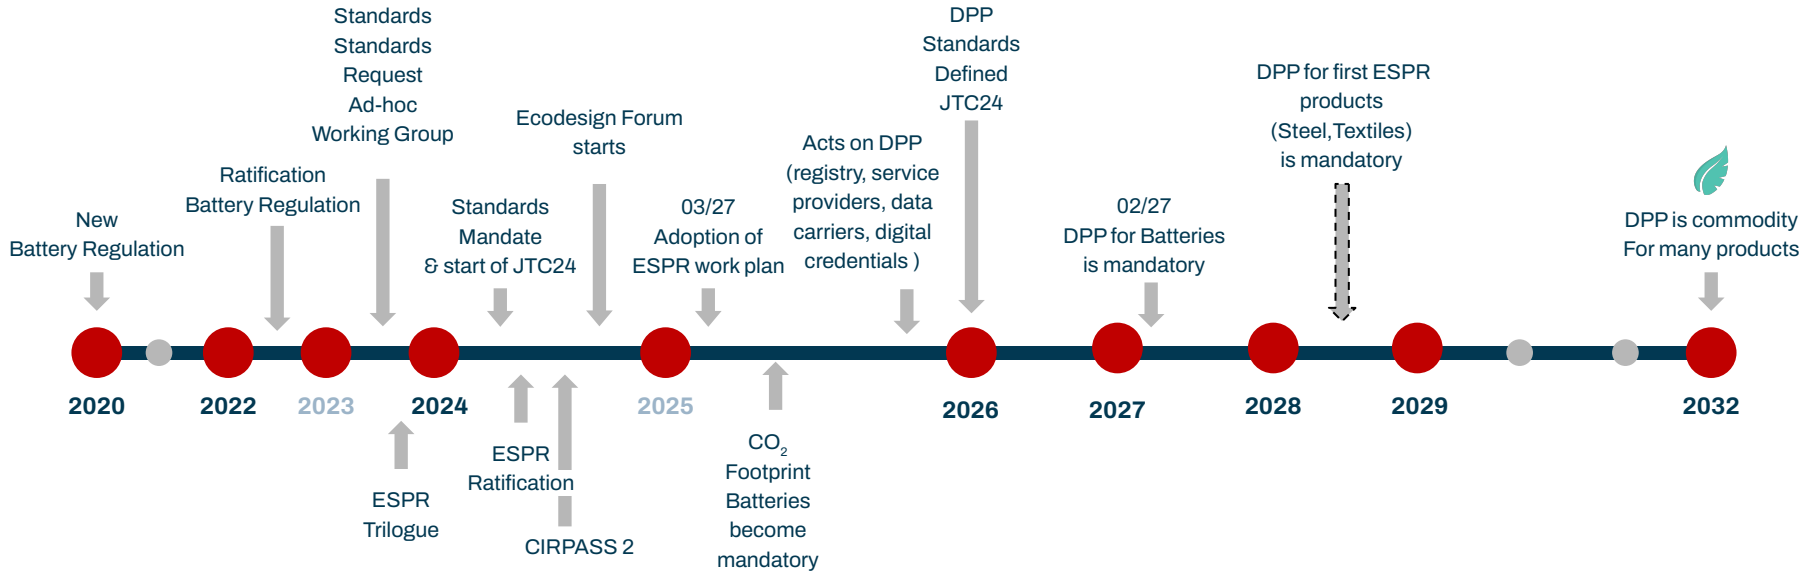 New
Battery Regulation
Ratification
Battery Regulation
Standards
Standards
Request
Ad-hoc
Working Group
Standards
Mandate
& start of JTC24
Ecodesign Forum
starts
03/27
Adoption of
ESPR work plan
Acts on DPP
(registry, service
providers, data
carriers, digital
credentials )
DPP
Standards
Defined
JTC24
02/27
DPP for Batteries
is mandatory
DPP for first ESPR
products
(Steel,Textiles)
is mandatory
DPP is commodity
For many products
2020
2022
2023
2024
2025
2026
2027
2028
2029
2032
ESPR
Trilogue
ESPR
Ratification
CIRPASS 2
CO₂
Footprint
Batteries
become
mandatory